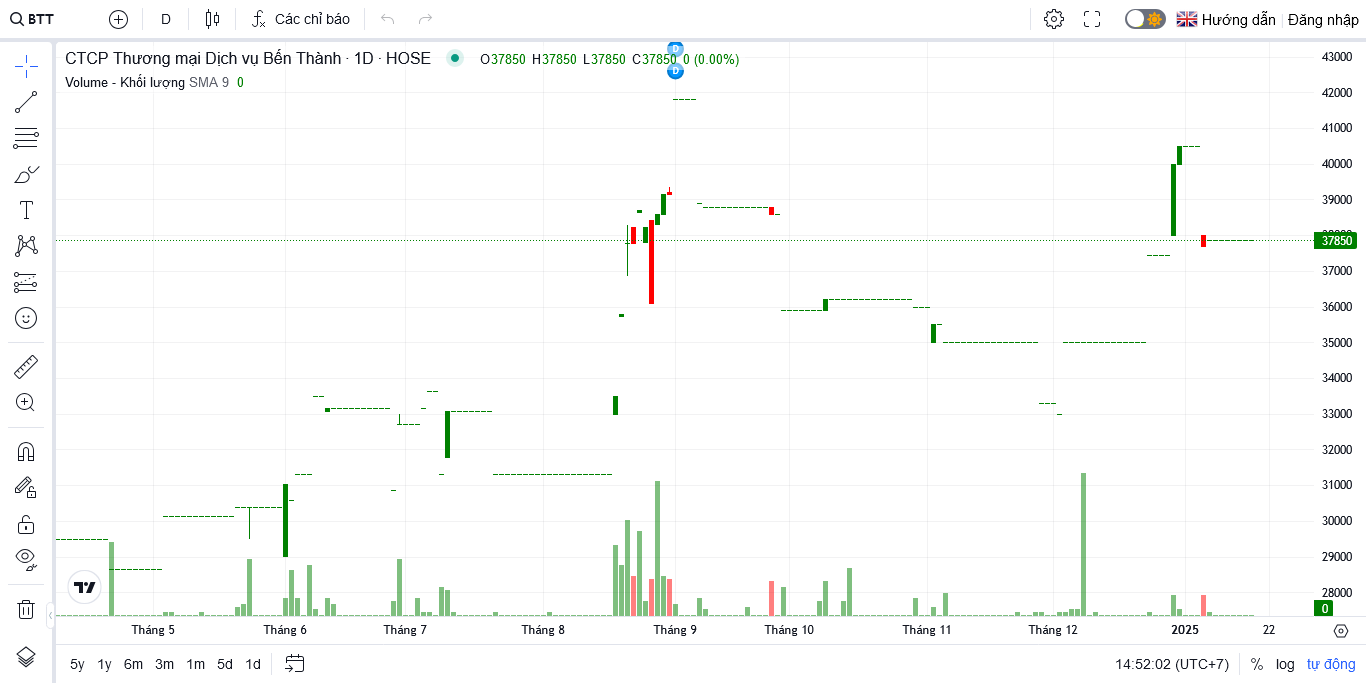 BTT D Các chỉ báo Hướng dẫn Đăng nhập
CTCP Thương mại Dịch vụ Bến Thành · 1D · HOSE O37850 H37850 L37850 C37850 0 (0.00%)
Volume - Khối lượng SMA 9 0
D
D
43000
42000
41000
40000
39000
37850
37000
36000
35000
34000
33000
32000
31000
30000
29000
28000
0
Tháng 5 Tháng 6 Tháng 7 Tháng 8 Tháng 9 Tháng 10 Tháng 11 Tháng 12 2025 22
5y 1y 6m 3m 1m 5d 1d 14:52:02 (UTC+7) % log tự động